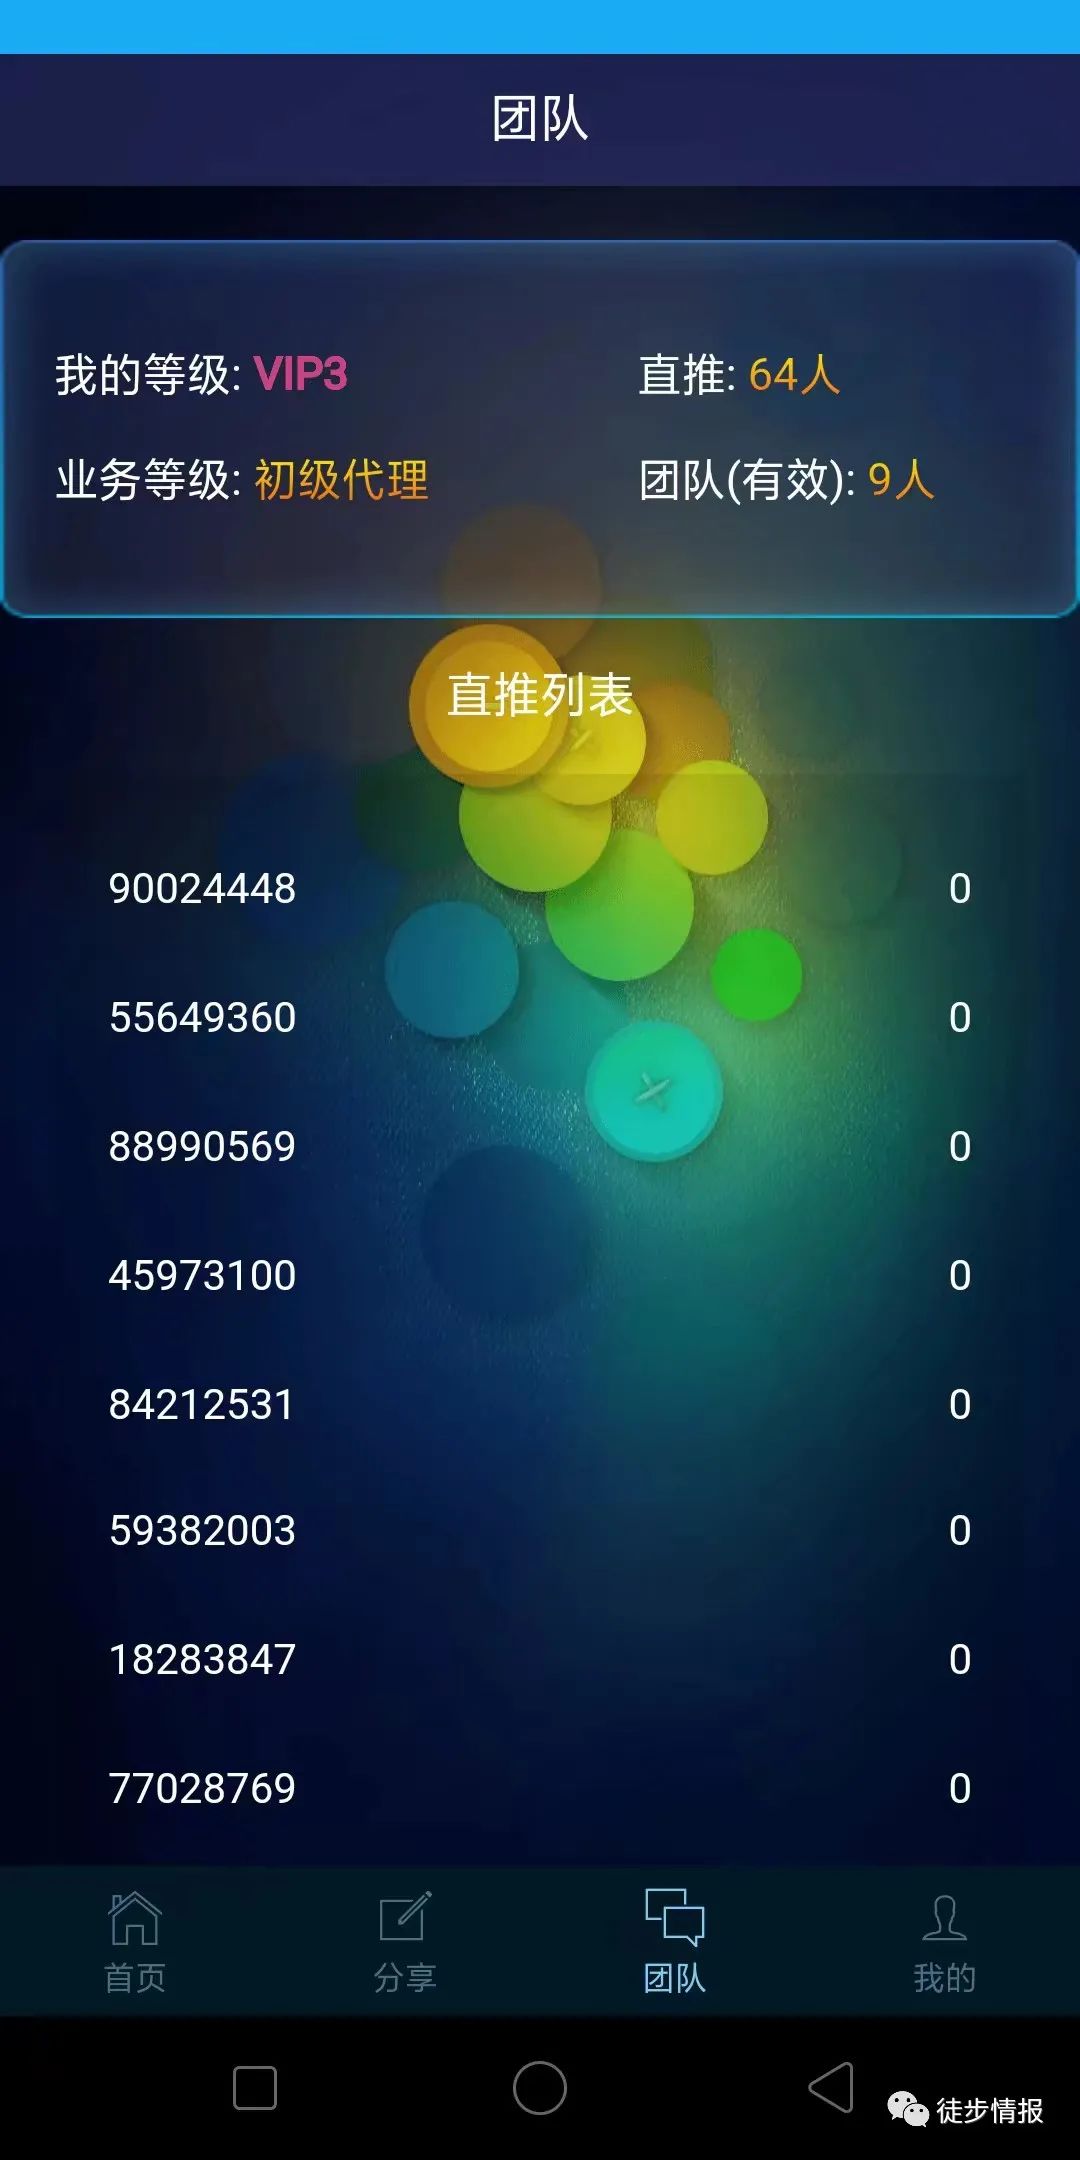 团队
我的等级: VIP3 直推: 64人
业务等级: 初级代理 团队(有效): 9人
直推列表
90024448 0
55649360 0
88990569 0
45973100 0
84212531 0
59382003 0
18283847 0
77028769 0
首页 分享 团队 我的
徒步情报